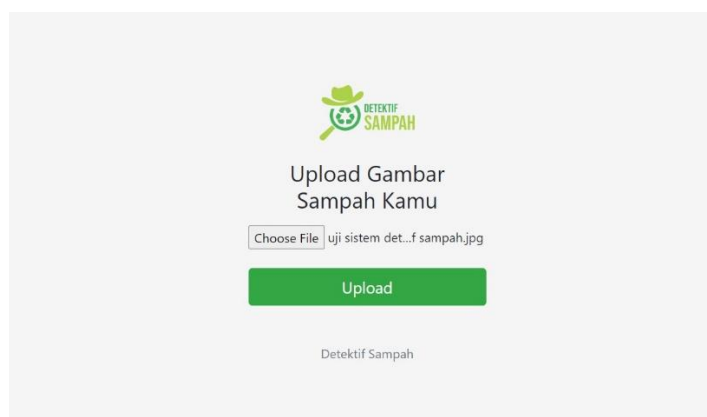 DETEKTIF
SAMPAH
Upload Gambar
Sampah Kamu
Choose File uji sistem det...f sampah.jpg
Upload
Detektif Sampah